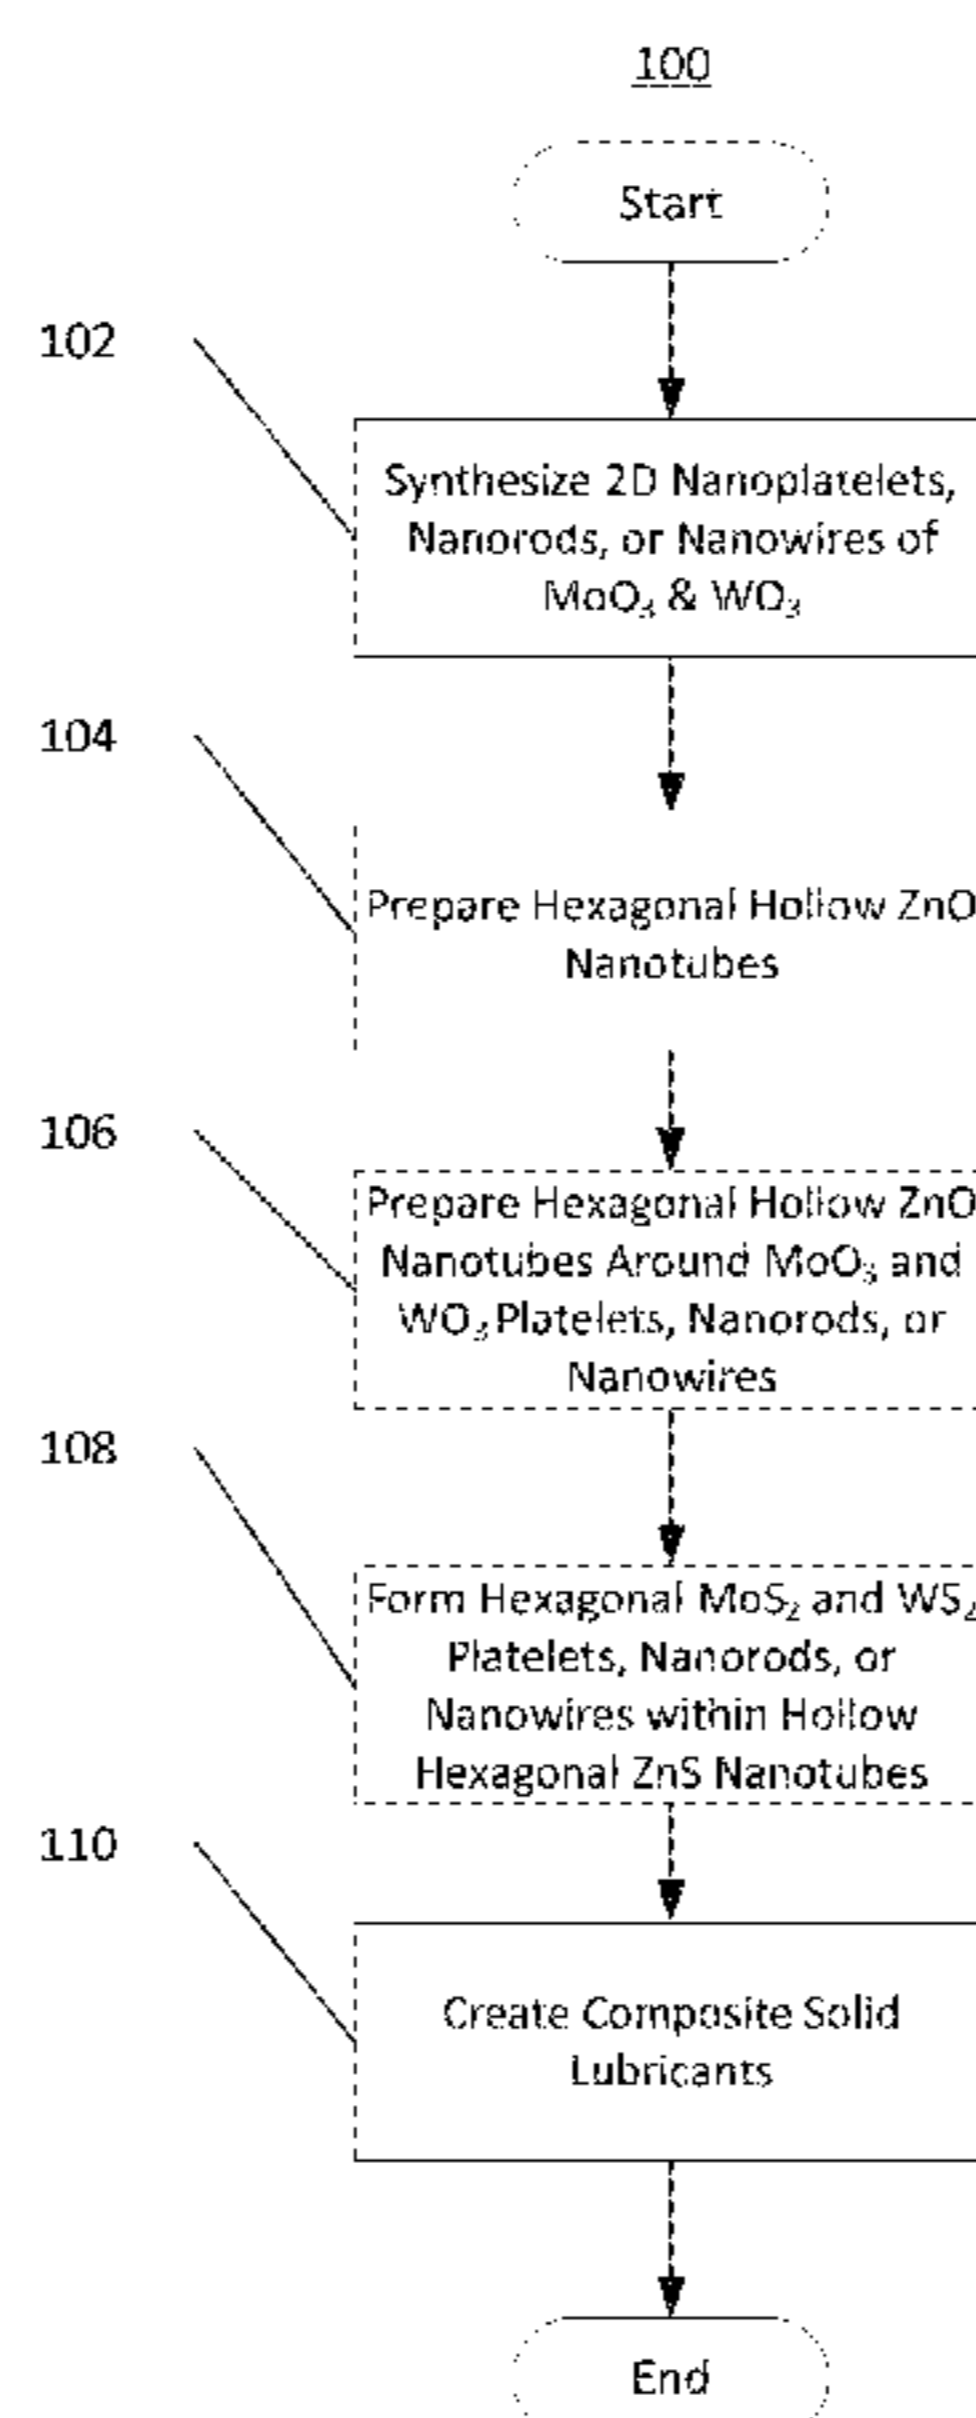 100
Start
102
Synthesize 2D Nanoplatelets,
Nanorods, or Nanowires of
MoO₃ & WO₃
104
Prepare Hexagonal Hollow ZnO
Nanotubes
106
Prepare Hexagonal Hollow ZnO
Nanotubes Around MoO₃ and
WO₃ Platelets, Nanorods, or
Nanowires
108
Form Hexagonal MoS₂ and WS₂
Platelets, Nanorods, or
Nanowires within Hollow
Hexagonal ZnS Nanotubes
110
Create Composite Solid
Lubricants
End